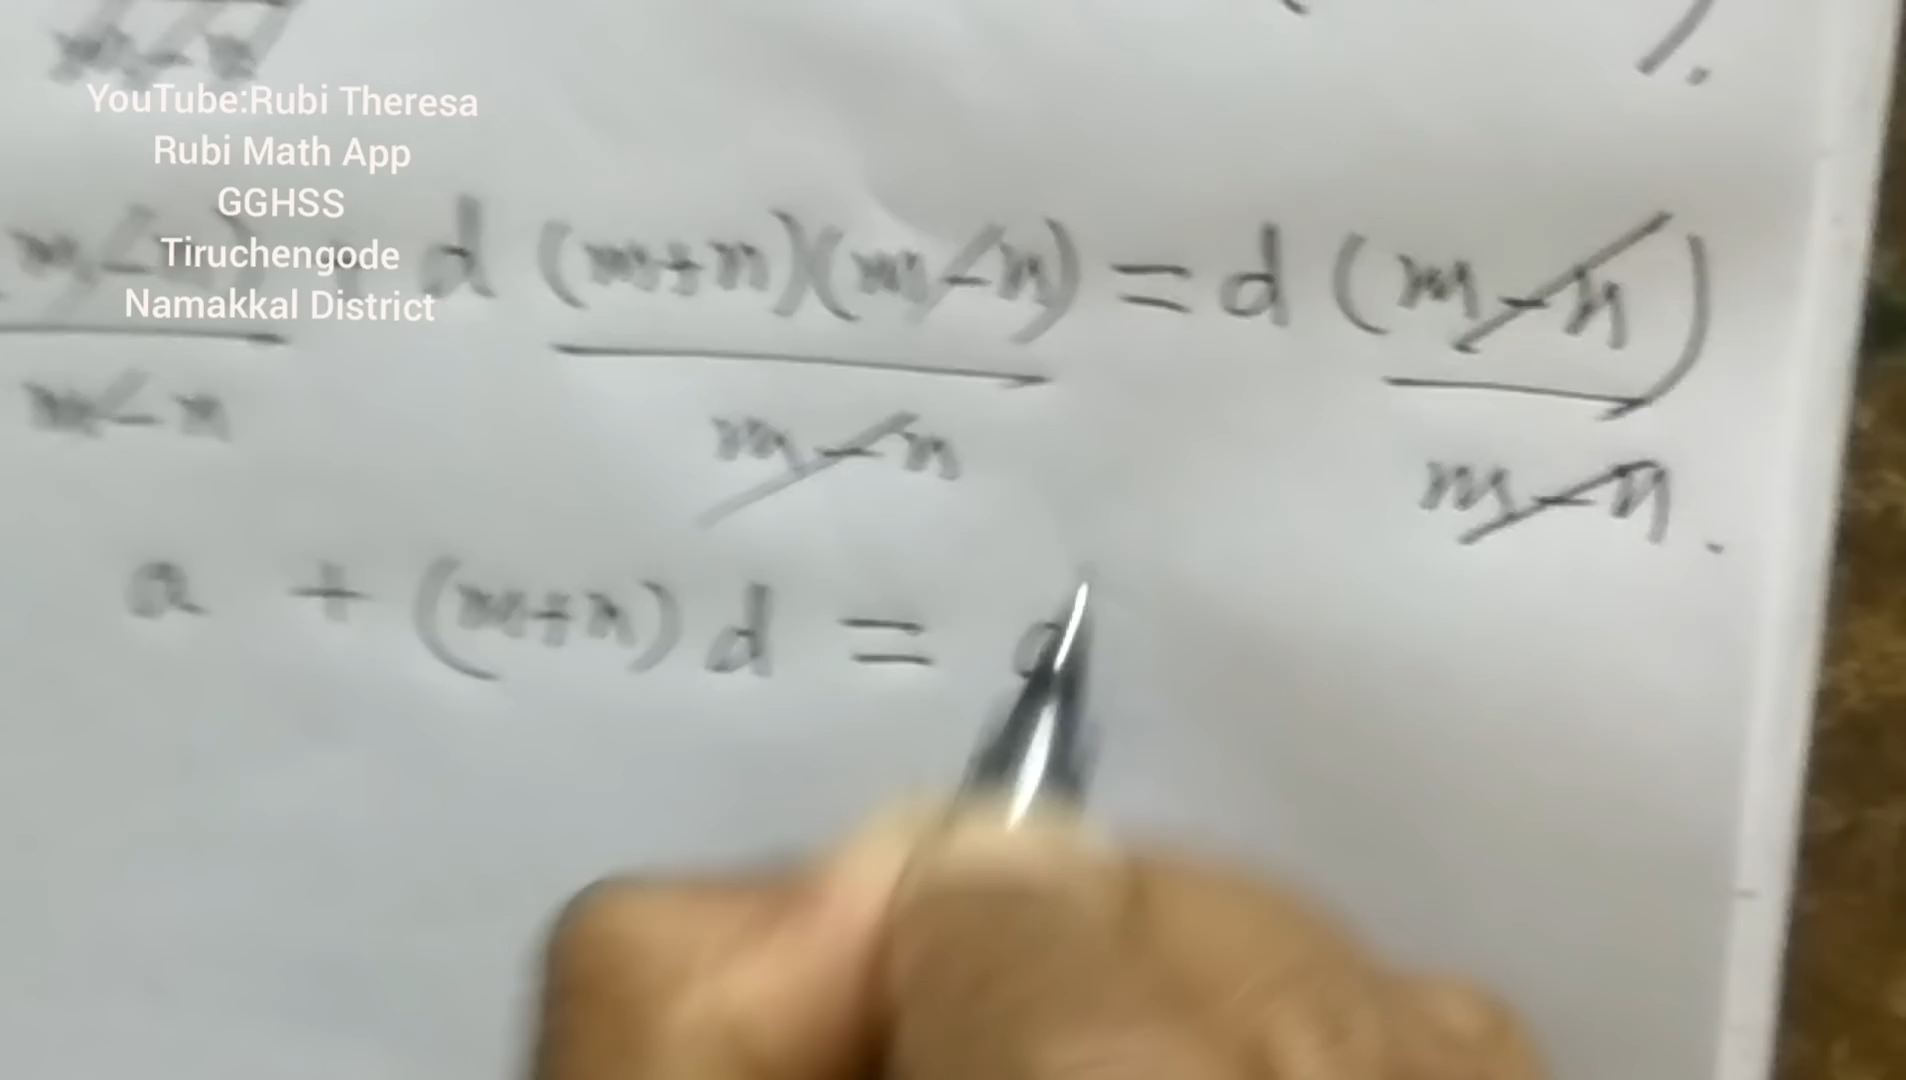 m-n
YouTube:Rubi Theresa
Rubi Math App
GGHSS
Tiruchengode
Namakkal District
d (m+n)(m-n) = d (m-n)
m-n m-n m-n.
a + (m+n) d =